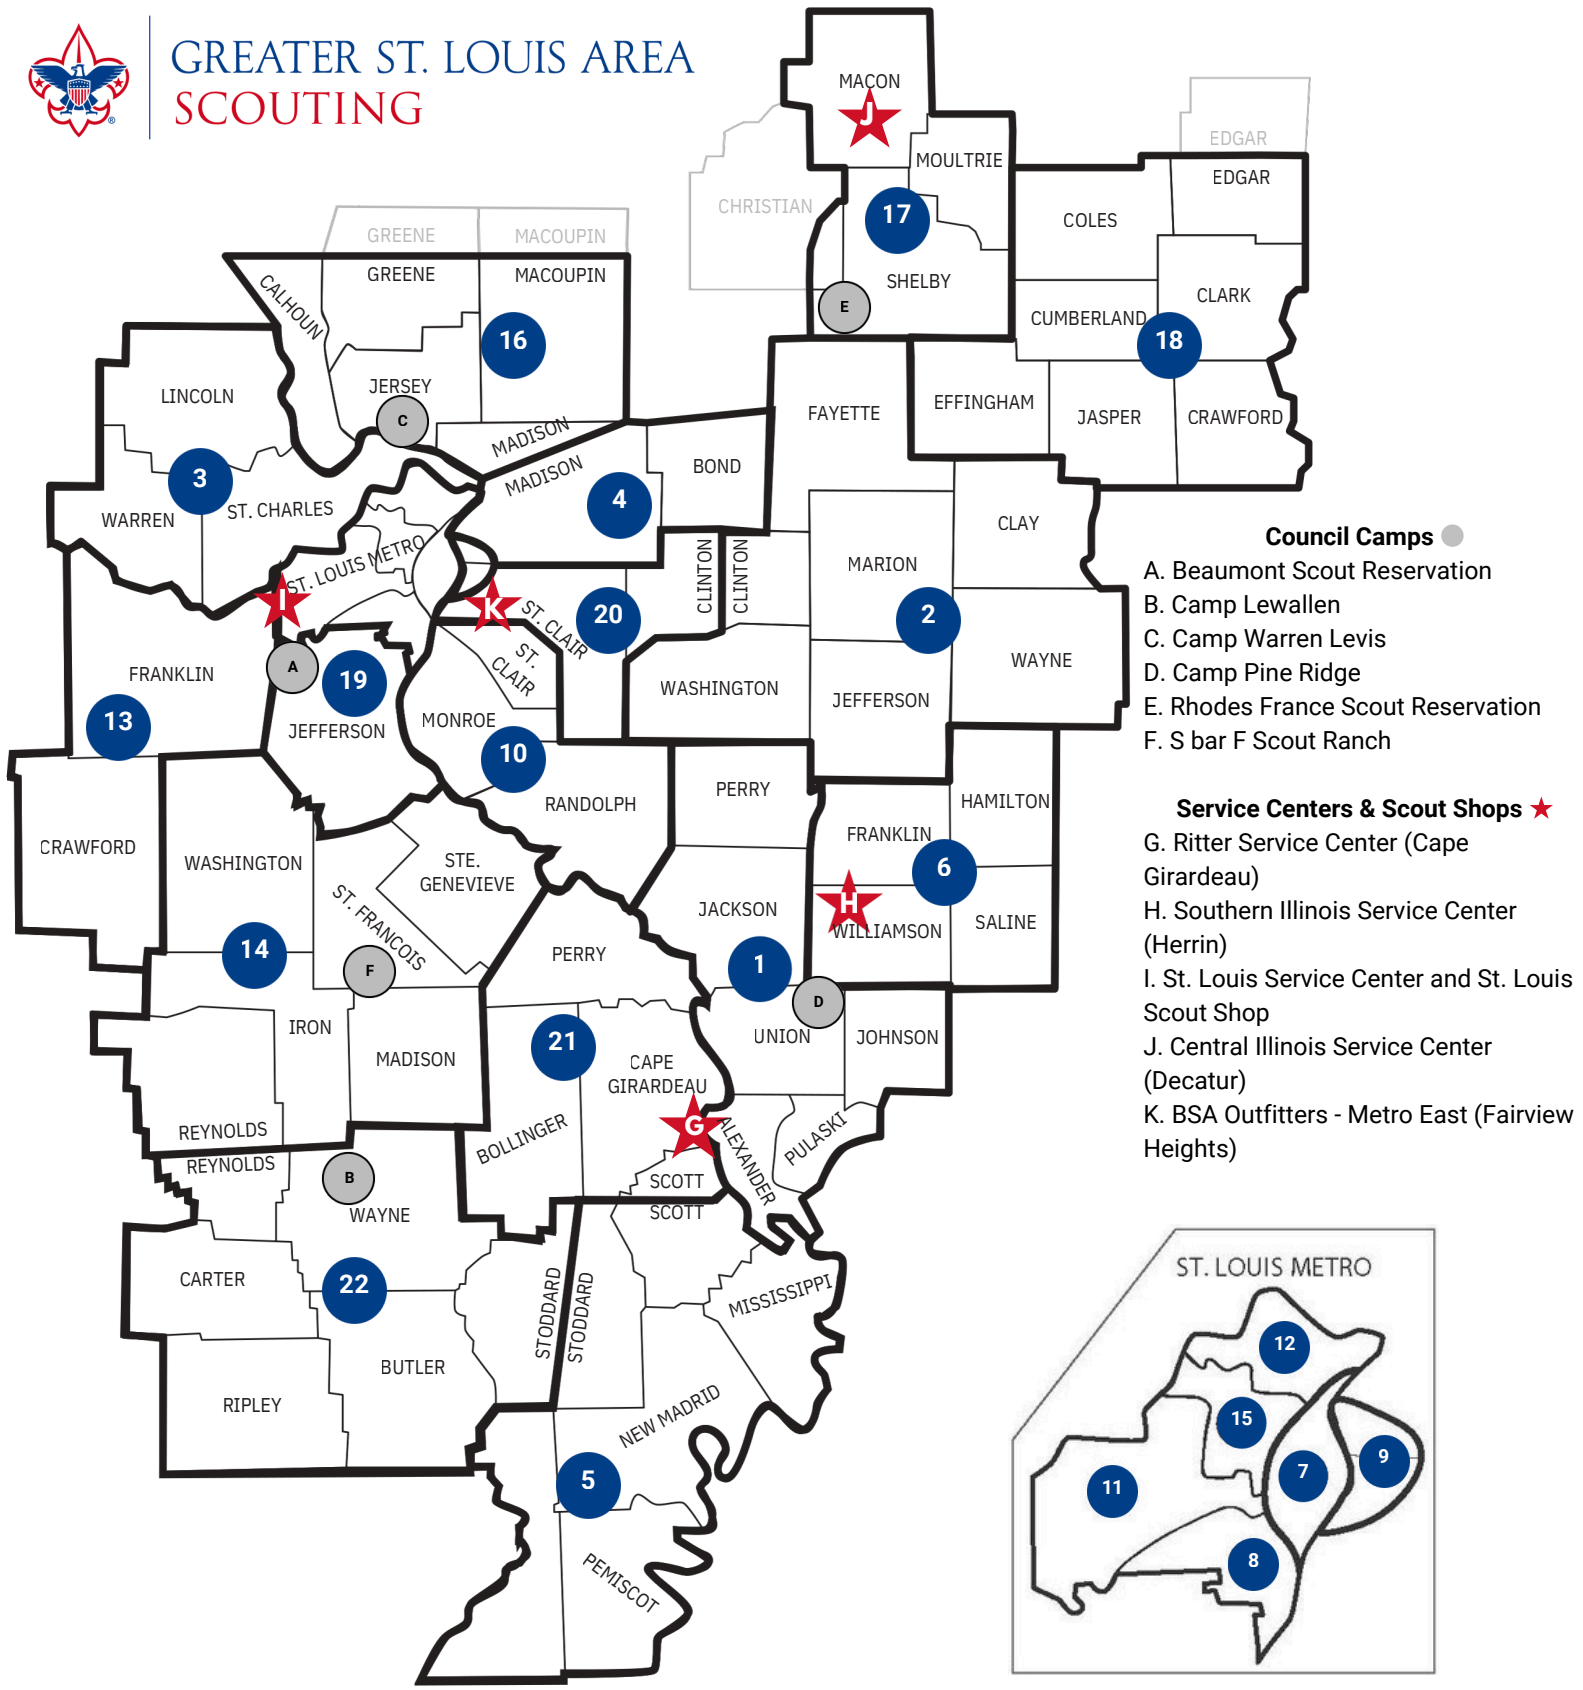 GREATER ST. LOUIS AREA
SCOUTING
®
MACON
J
MOULTRIE
EDGAR
EDGAR
CHRISTIAN
17
COLES
SHELBY
CLARK
E
CUMBERLAND
18
GREENE
MACOUPIN
GREENE
MACOUPIN
CALHOUN
16
LINCOLN
JERSEY
C
MADISON
MADISON
BOND
FAYETTE
EFFINGHAM
JASPER
CRAWFORD
3
ST. CHARLES
WARREN
4
ST. LOUIS METRO
CLINTON
CLINTON
MARION
CLAY
I
K
ST. CLAIR
20
2
ST.
CLAIR
FRANKLIN
A
19
WASHINGTON
WAYNE
JEFFERSON
13
JEFFERSON
MONROE
10
RANDOLPH
PERRY
HAMILTON
CRAWFORD
WASHINGTON
STE.
GENEVIEVE
FRANKLIN
6
ST. FRANCOIS
JACKSON
H
WILLIAMSON
SALINE
14
F
PERRY
1
D
IRON
MADISON
21
CAPE
GIRARDEAU
UNION
JOHNSON
REYNOLDS
REYNOLDS
BOLLINGER
G
ALEXANDER
PULASKI
B
WAYNE
SCOTT
SCOTT
CARTER
22
STODDARD
STODDARD
MISSISSIPPI
BUTLER
RIPLEY
NEW MADRID
5
PEMISCOT
Council Camps
A. Beaumont Scout Reservation
B. Camp Lewallen
C. Camp Warren Levis
D. Camp Pine Ridge
E. Rhodes France Scout Reservation
F. S bar F Scout Ranch
Service Centers & Scout Shops
G. Ritter Service Center (Cape
Girardeau)
H. Southern Illinois Service Center
(Herrin)
I. St. Louis Service Center and St. Louis
Scout Shop
J. Central Illinois Service Center
(Decatur)
K. BSA Outfitters - Metro East (Fairview
Heights)
ST. LOUIS METRO
12
15
11
7
9
8